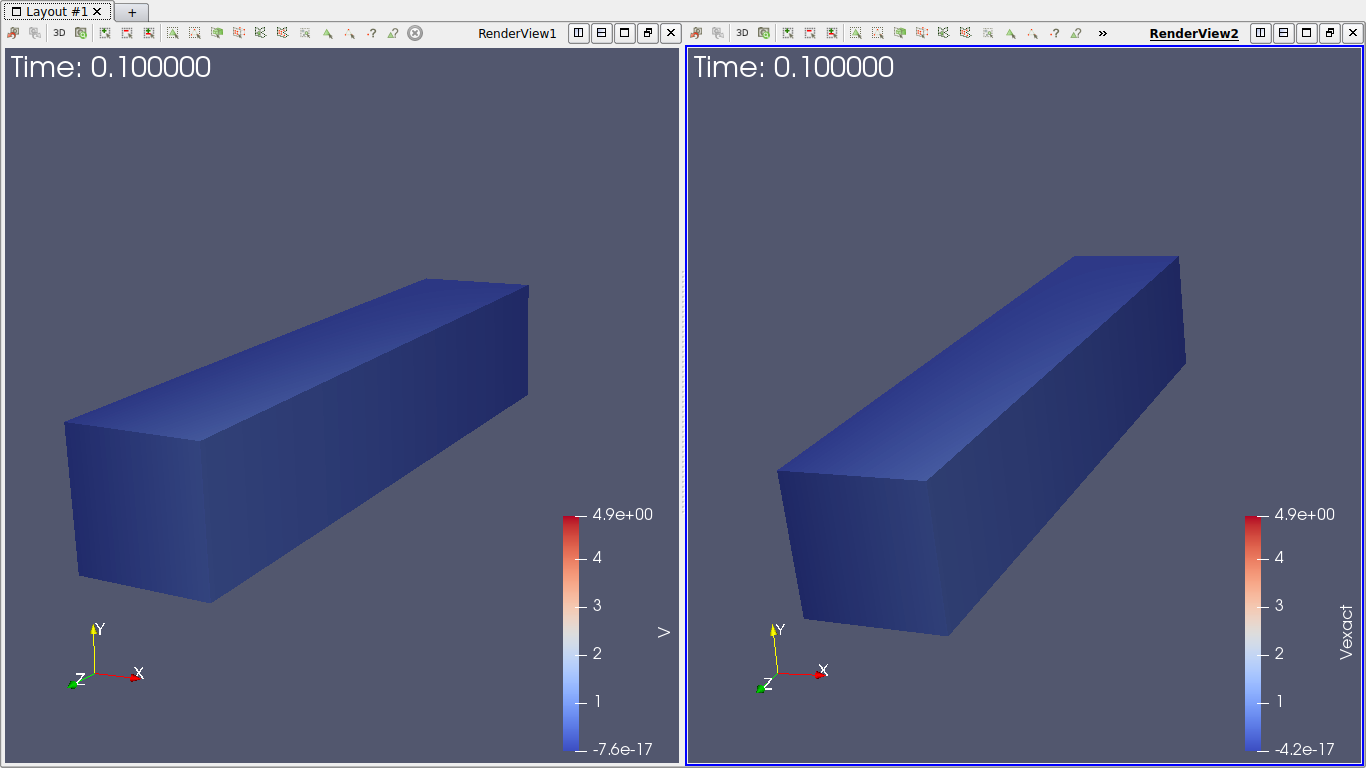 Layout #1
+
3D
RenderView1
3D
»
RenderView2
Time: 0.100000
Time: 0.100000
4.9e+00
4
3
2
1
-7.6e-17
V
Y
X
Z
4.9e+00
4
3
2
1
-4.2e-17
Vexact
Y
X
Z